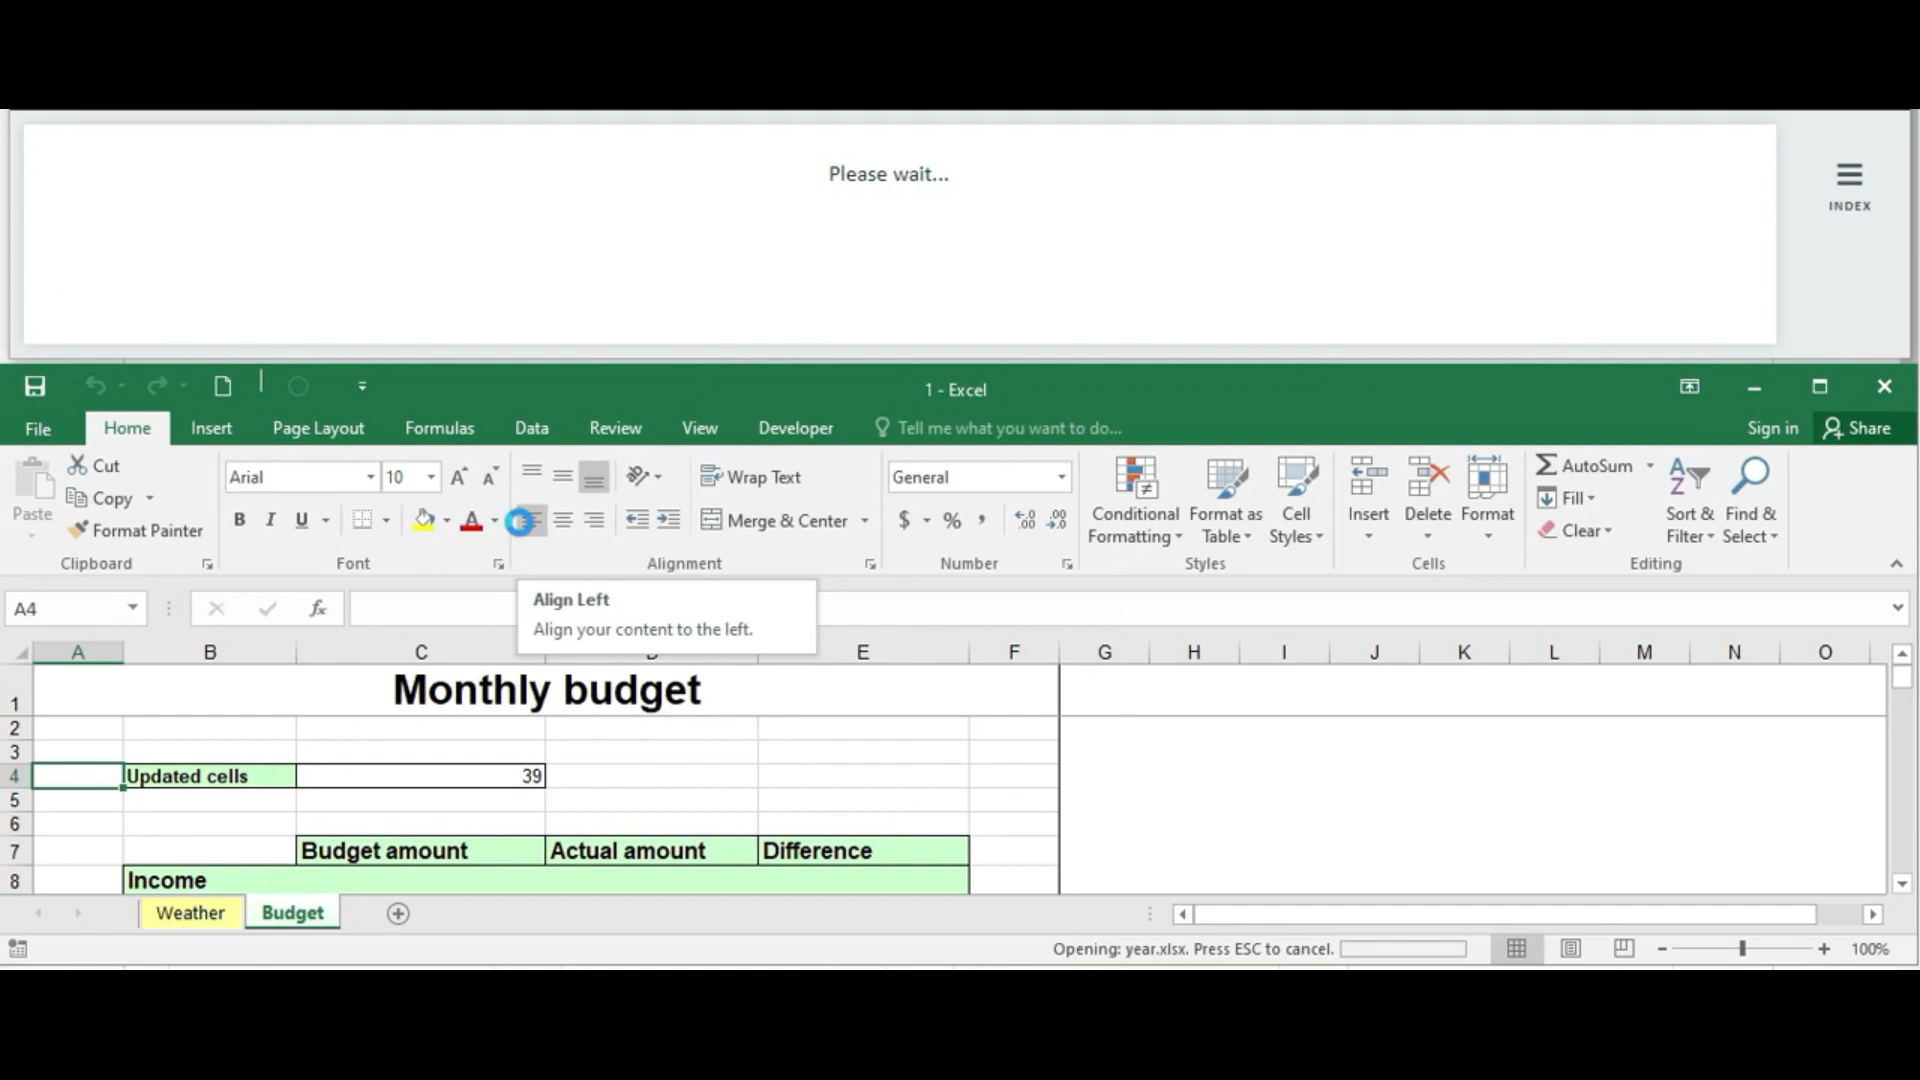 Please wait...
INDEX
1 - Excel
File Home Insert Page Layout Formulas Data Review View Developer Tell me what you want to do... Sign in Share
Paste
Cut
Copy
Format Painter
Clipboard
Arial 10
B I U A
Font
Wrap Text
Merge & Center
Alignment
General
$ % ,
Number
Conditional Formatting
Format as Table
Cell Styles
Styles
Insert
Delete
Format
Cells
AutoSum
Fill
Clear
Sort & Filter
Find & Select
Editing
A4 fx
Align Left
Align your content to the left.
A B C E F G H I J K L M N O
1 Monthly budget
2
3
4 Updated cells 39
5
6
7 Budget amount Actual amount Difference
8 Income
Weather Budget
Opening: year.xlsx. Press ESC to cancel. 100%